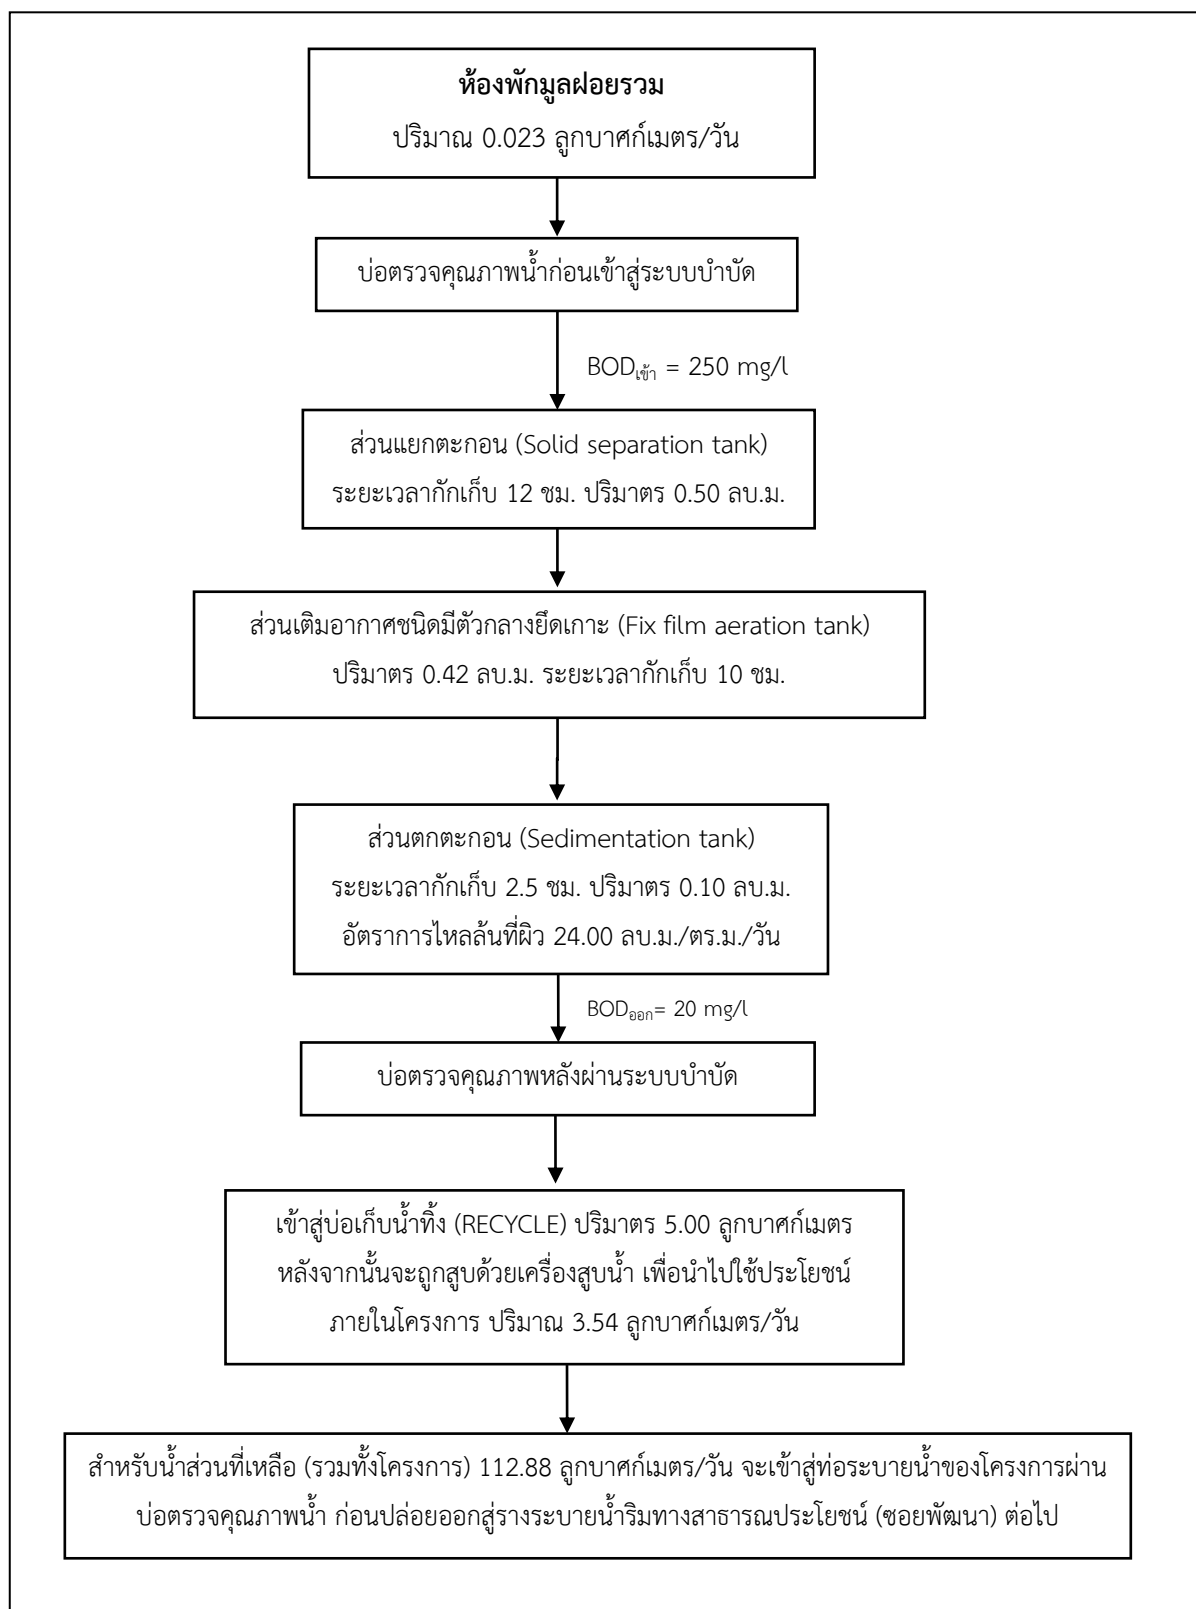 ห้องพักมูลฝอยรวม
ปริมาณ 0.023 ลูกบาศก์เมตร/วัน
บ่อตรวจคุณภาพน้ำก่อนเข้าสู่ระบบบำบัด
BODเข้า = 250 mg/l
ส่วนแยกตะกอน (Solid separation tank)
ระยะเวลากักเก็บ 12 ชม. ปริมาตร 0.50 ลบ.ม.
ส่วนเติมอากาศชนิดมีตัวกลางยึดเกาะ (Fix film aeration tank)
ปริมาตร 0.42 ลบ.ม. ระยะเวลากักเก็บ 10 ชม.
ส่วนตกตะกอน (Sedimentation tank)
ระยะเวลากักเก็บ 2.5 ชม. ปริมาตร 0.10 ลบ.ม.
อัตราการไหลล้นที่ผิว 24.00 ลบ.ม./ตร.ม./วัน
BODออก= 20 mg/l
บ่อตรวจคุณภาพหลังผ่านระบบบำบัด
เข้าสู่บ่อเก็บน้ำทิ้ง (RECYCLE) ปริมาตร 5.00 ลูกบาศก์เมตร
หลังจากนั้นจะถูกสูบด้วยเครื่องสูบน้ำ เพื่อนำไปใช้ประโยชน์
ภายในโครงการ ปริมาณ 3.54 ลูกบาศก์เมตร/วัน
สำหรับน้ำส่วนที่เหลือ (รวมทั้งโครงการ) 112.88 ลูกบาศก์เมตร/วัน จะเข้าสู่ท่อระบายน้ำของโครงการผ่าน
บ่อตรวจคุณภาพน้ำ ก่อนปล่อยออกสู่รางระบายน้ำริมทางสาธารณประโยชน์ (ซอยพัฒนา) ต่อไป